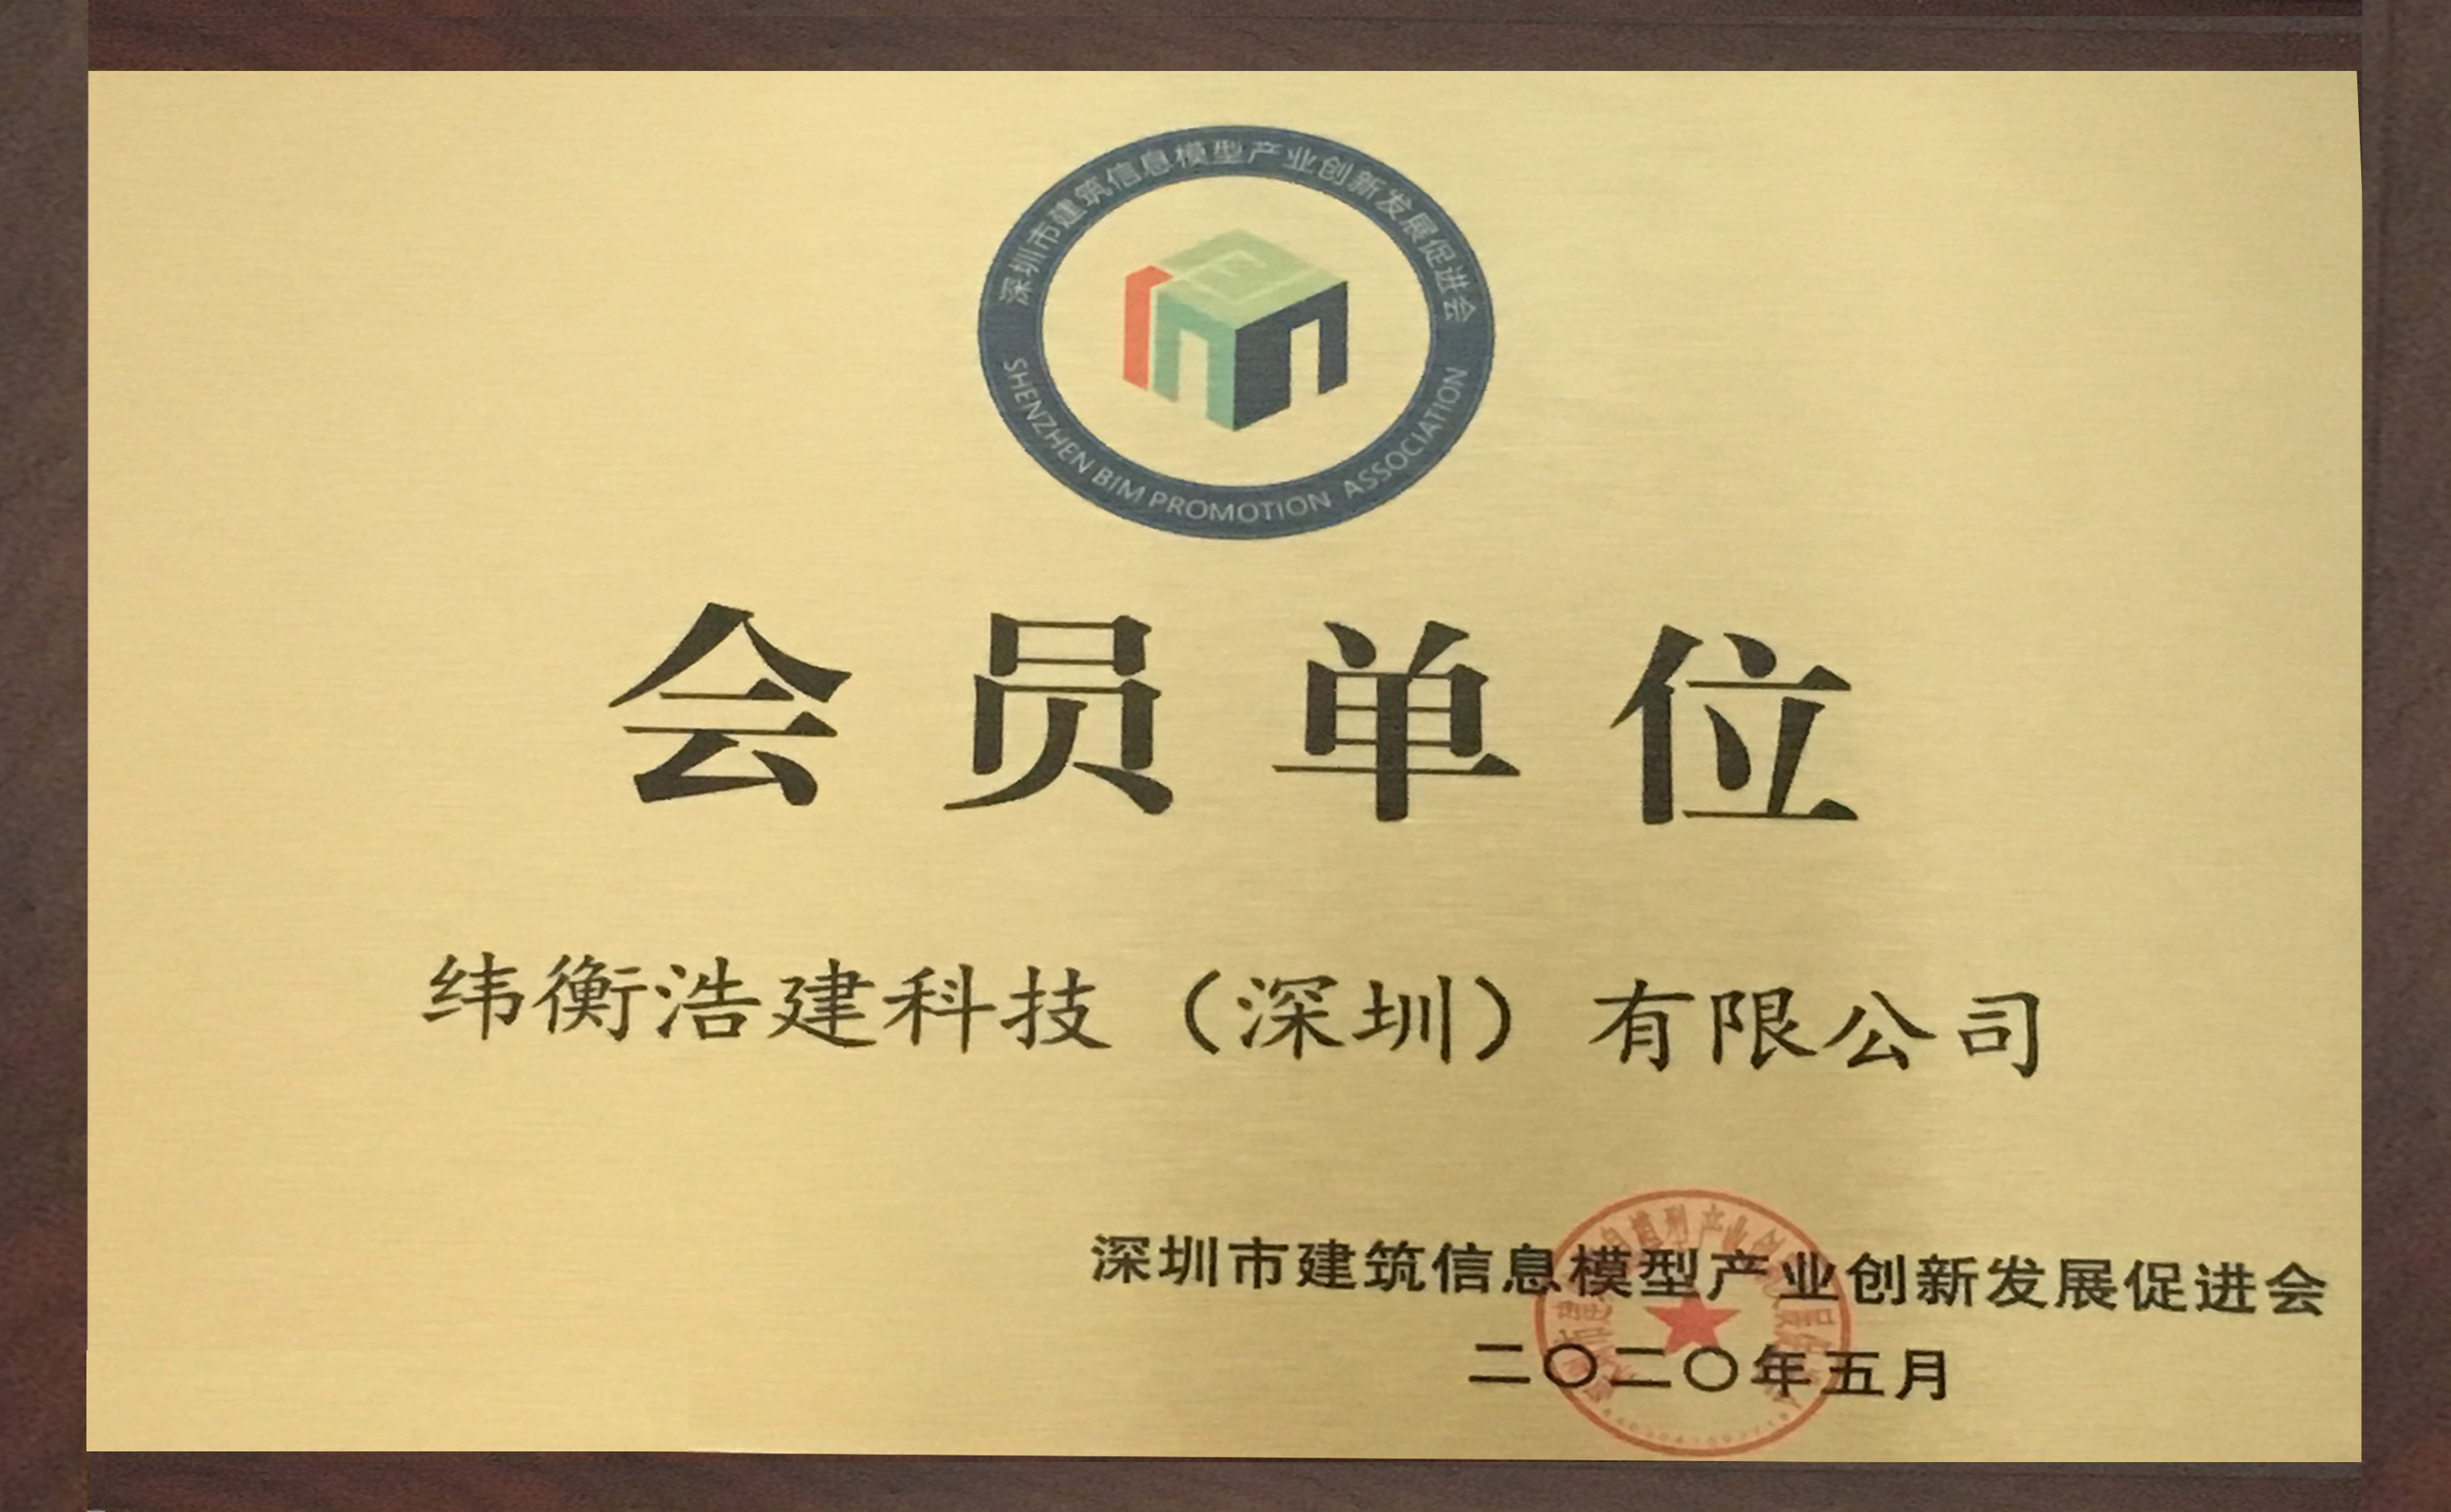 深圳市建筑信息模型产业创新发展促进会
SHENZHEN BIM PROMOTION ASSOCIATION
会员单位
纬衡浩建科技（深圳）有限公司
深圳市建筑信息模型产业创新发展促进会
二〇二〇年五月